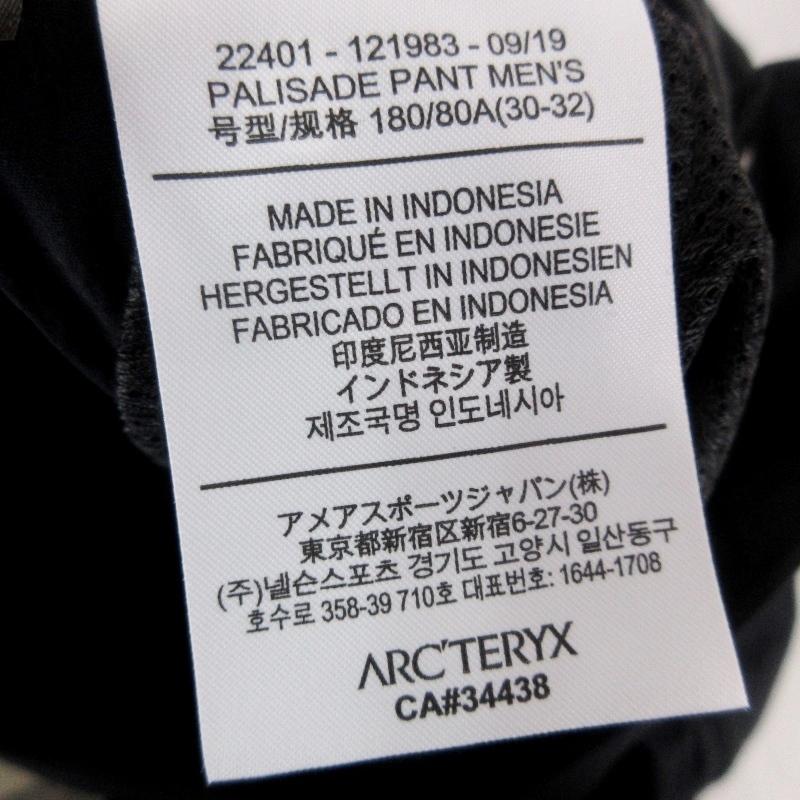 22401 - 121983 - 09/19
PALISADE PANT MEN'S
号型/规格 180/80A(30-32)
MADE IN INDONESIA
FABRIQUÉ EN INDONESIE
HERGESTELLT IN INDONESIEN
FABRICADO EN INDONESIA
印度尼西亚制造
インドネシア製
제조국명 인도네시아
アメアスポーツジャパン(株)
東京都新宿区新宿6-27-30
(주)넬슨스포츠 경기도 고양시 일산동구
호수로 358-39 710호 대표번호: 1644-1708
ARC'TERYX
CA#34438